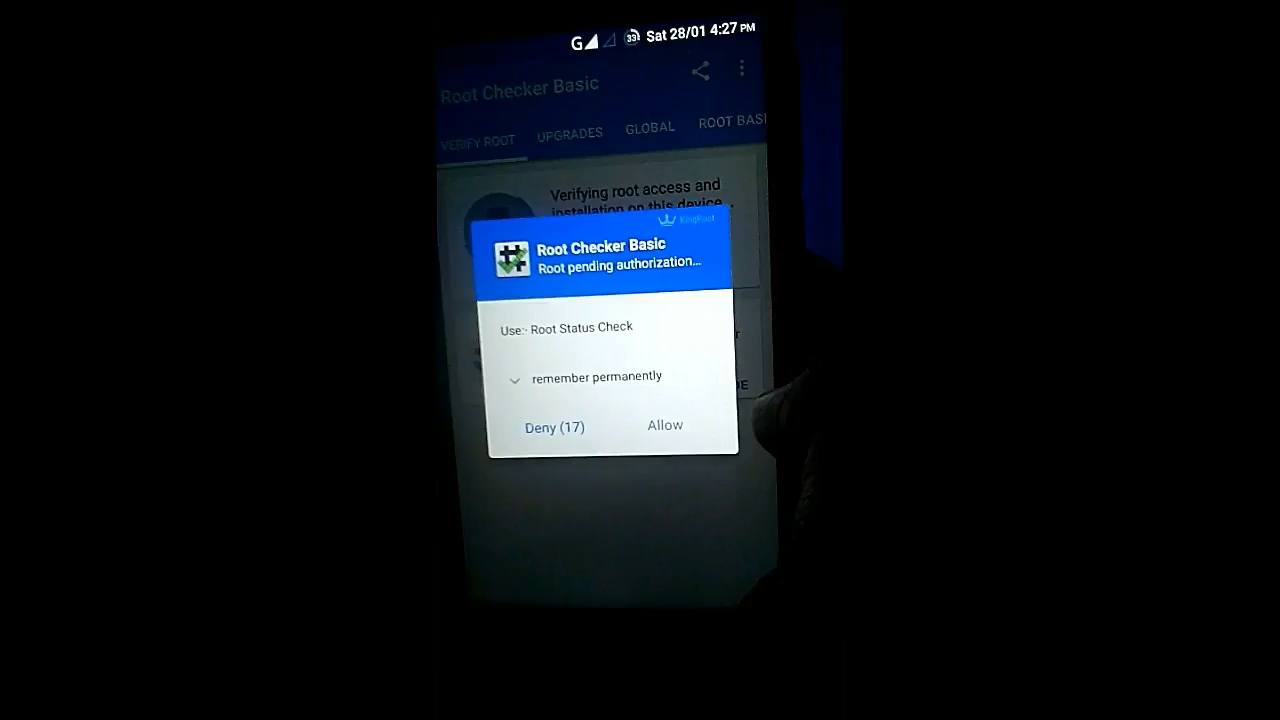 G 33 Sat 28/01 4:27 PM
Root Checker Basic
VERIFY ROOT UPGRADES GLOBAL ROOT BASI
Verifying root access and
installation on this device...
KingRoot
Root Checker Basic
Root pending authorization...
Use:- Root Status Check
remember permanently
Deny (17) Allow